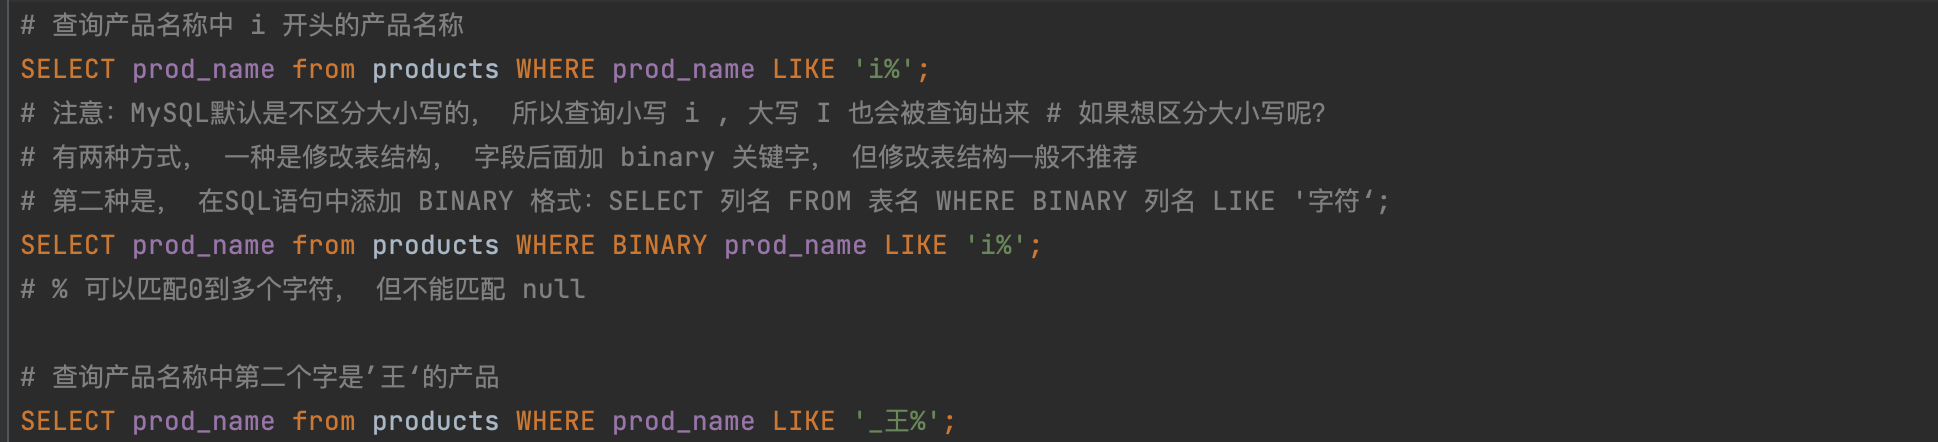 # 查询产品名称中 i 开头的产品名称
SELECT prod_name from products WHERE prod_name LIKE 'i%';
# 注意：MySQL默认是不区分大小写的， 所以查询小写 i , 大写 I 也会被查询出来 # 如果想区分大小写呢？
# 有两种方式， 一种是修改表结构， 字段后面加 binary 关键字， 但修改表结构一般不推荐
# 第二种是， 在SQL语句中添加 BINARY 格式：SELECT 列名 FROM 表名 WHERE BINARY 列名 LIKE '字符‘;
SELECT prod_name from products WHERE BINARY prod_name LIKE 'i%';
# % 可以匹配0到多个字符， 但不能匹配 null
# 查询产品名称中第二个字是’王‘的产品
SELECT prod_name from products WHERE prod_name LIKE '_王%';